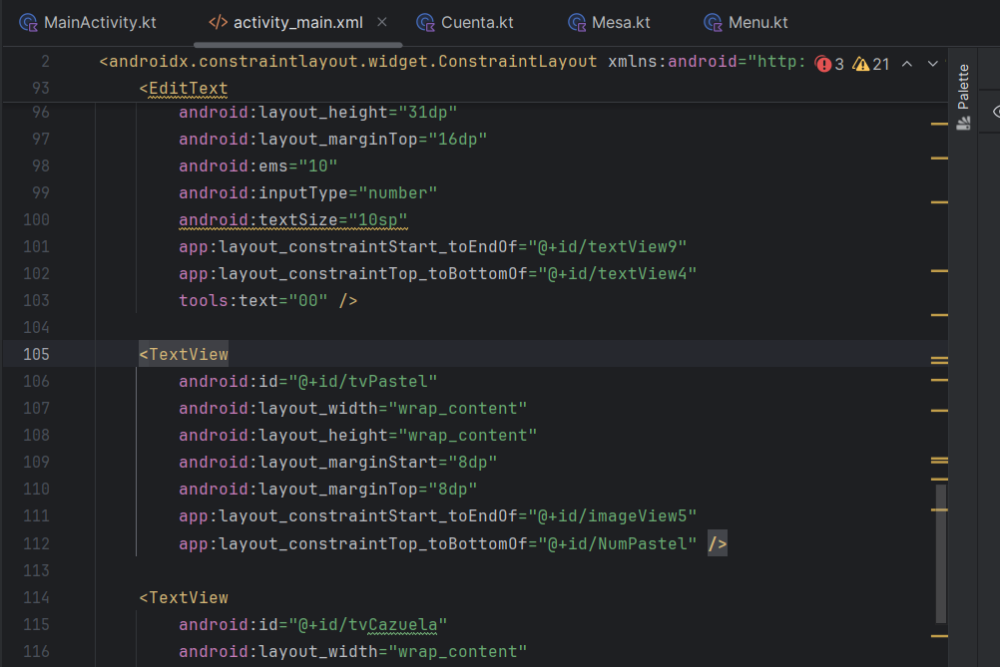 MainActivity.kt activity_main.xml Cuenta.kt Mesa.kt Menu.kt
2 <androidx.constraintlayout.widget.ConstraintLayout xmlns:android="http: 3 21
93 <EditText
96 android:layout_height="31dp"
97 android:layout_marginTop="16dp"
98 android:ems="10"
99 android:inputType="number"
100 android:textSize="10sp"
101 app:layout_constraintStart_toEndOf="@+id/textView9"
102 app:layout_constraintTop_toBottomOf="@+id/textView4"
103 tools:text="00" />
104
105 <TextView
106 android:id="@+id/tvPastel"
107 android:layout_width="wrap_content"
108 android:layout_height="wrap_content"
109 android:layout_marginStart="8dp"
110 android:layout_marginTop="8dp"
111 app:layout_constraintStart_toEndOf="@+id/imageView5"
112 app:layout_constraintTop_toBottomOf="@+id/NumPastel" />
113
114 <TextView
115 android:id="@+id/tvCazuela"
116 android:layout_width="wrap_content"
Palette